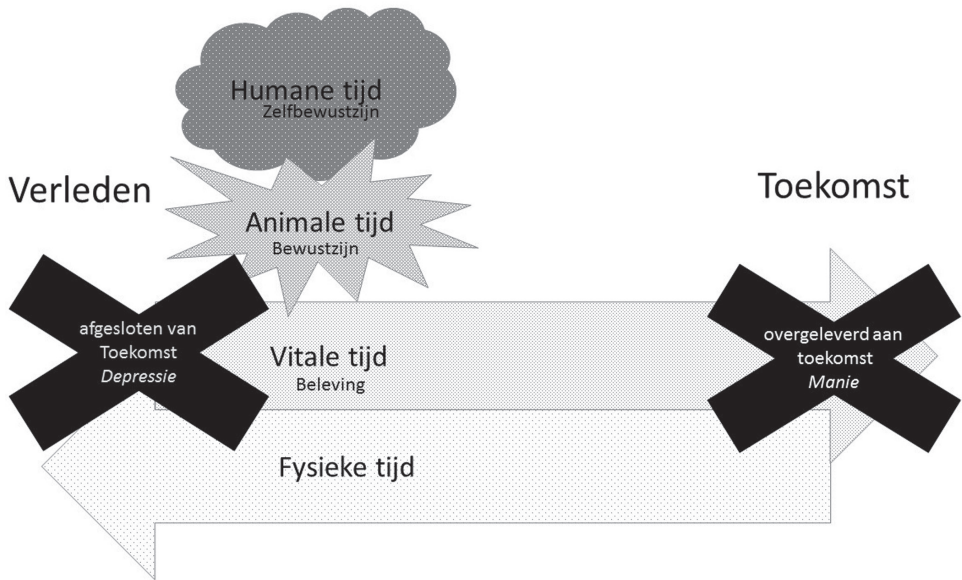 Humane tijd
Zelfbewustzijn
Verleden
Toekomst
Animale tijd
Bewustzijn
afgesloten van
Toekomst
Depressie
Vitale tijd
Beleving
overgeleverd aan
toekomst
Manie
Fysieke tijd